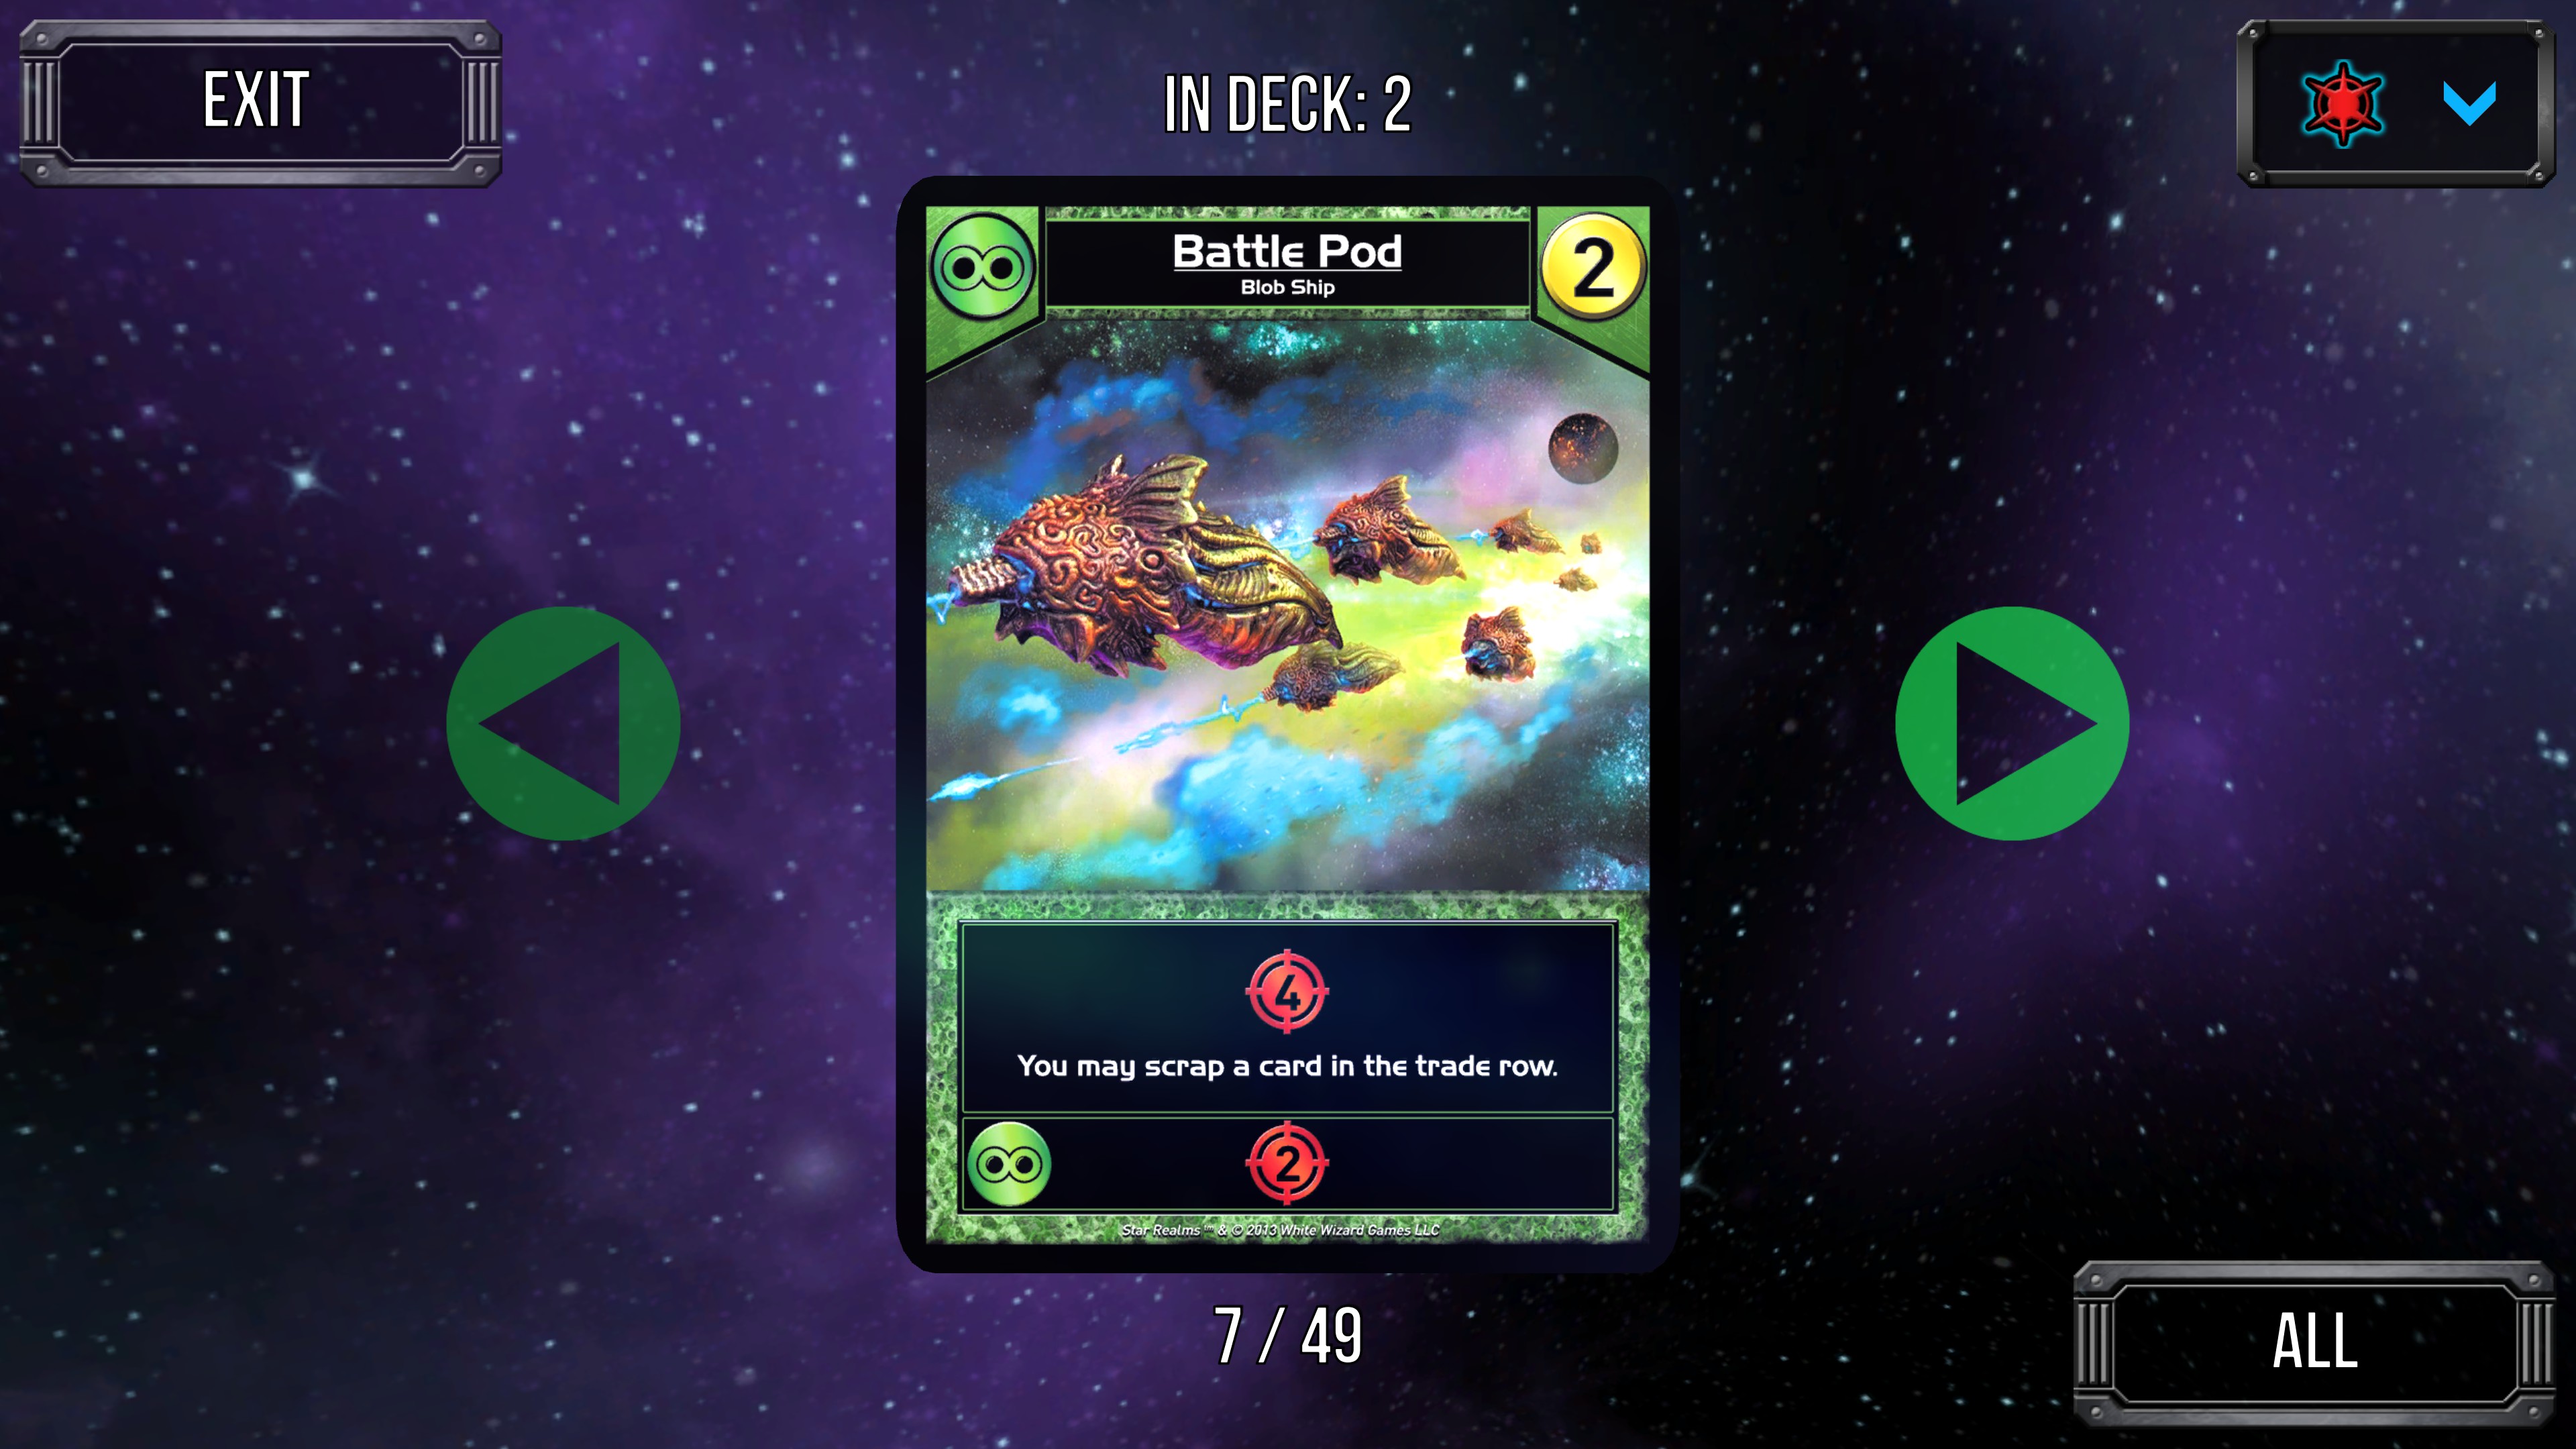 EXIT
IN DECK: 2
Battle Pod
Blob Ship
2
4
You may scrap a card in the trade row.
2
Star Realms ™ & © 2013 White Wizard Games LLC
7 / 49
ALL